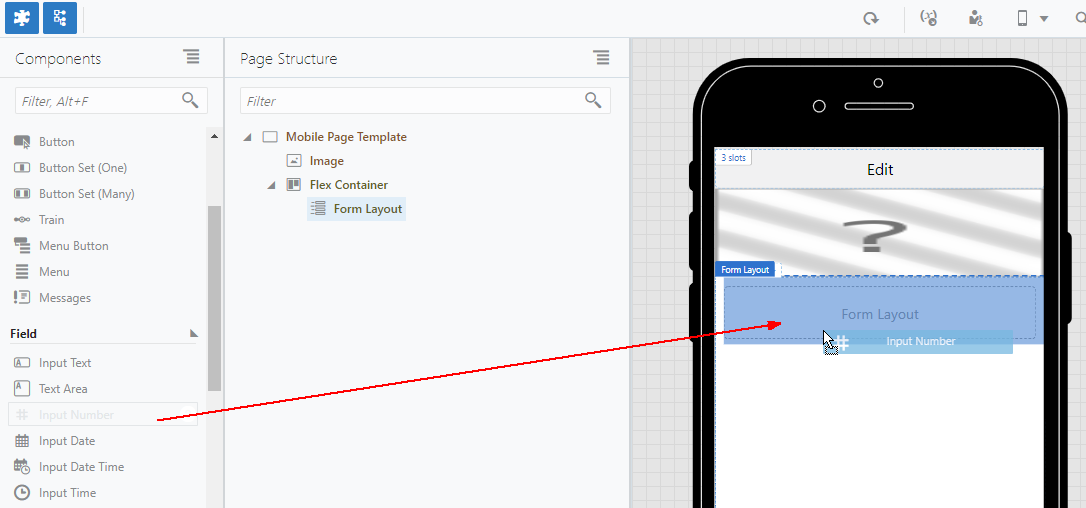 Components
Filter, Alt+F
Button
Button Set (One)
Button Set (Many)
Train
Menu Button
Menu
Messages
Field
Input Text
Text Area
Input Number
Input Date
Input Date Time
Input Time
Page Structure
Filter
Mobile Page Template
Image
Flex Container
Form Layout
(x)
3 slots
Edit
?
Form Layout
Form Layout
# Input Number